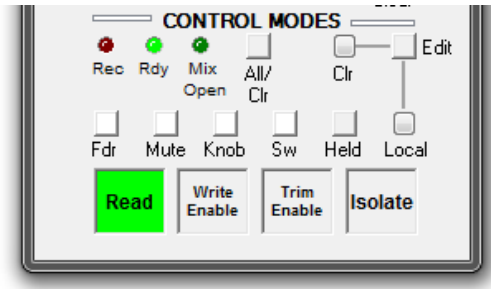 CONTROL MODES
Rec Rdy Mix Open All/ Clr Clr Edit
Fdr Mute Knob Sw Held Local
Read Write Enable Trim Enable Isolate